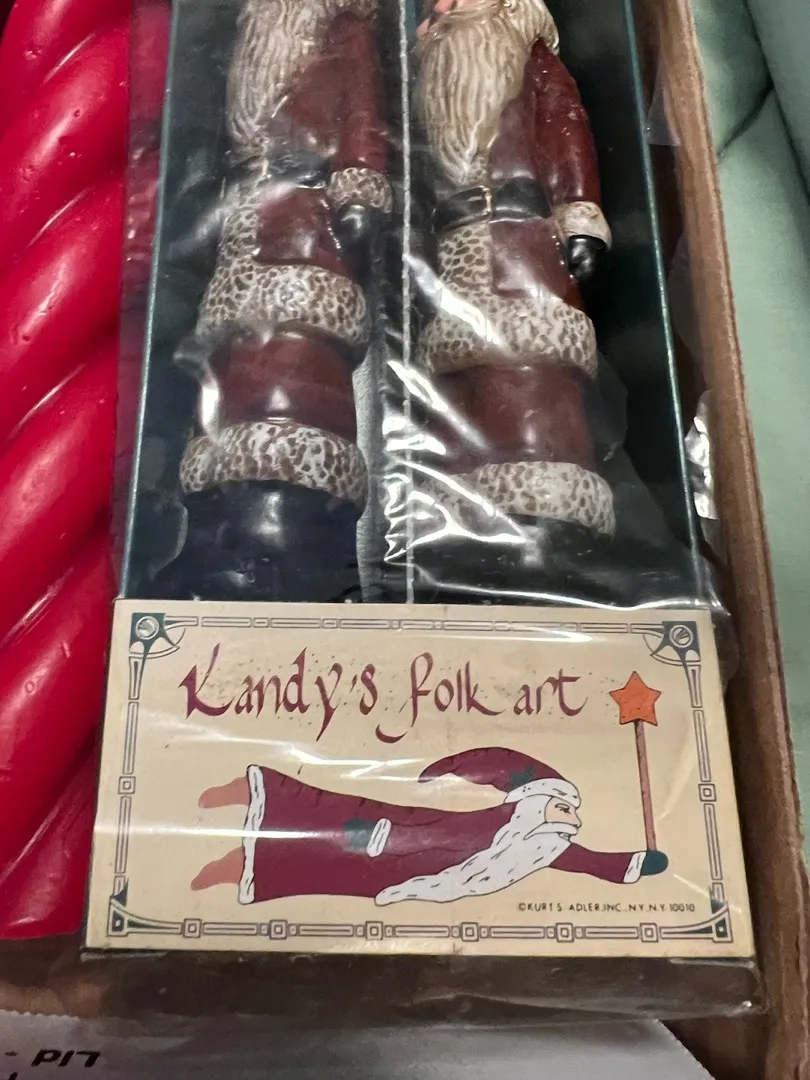 Kandy's folk art
©KURT S. ADLER, INC., N.Y, N.Y. 10010